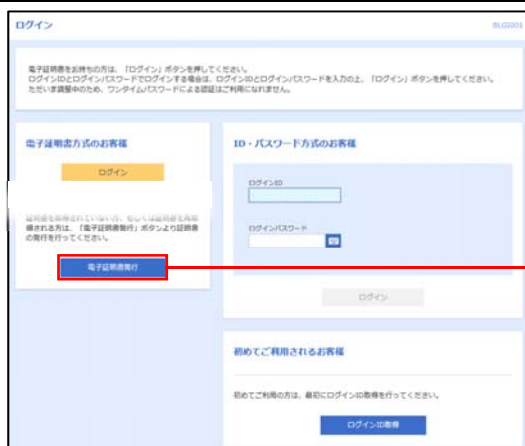 ログイン
BLGI001
電子証明書をお持ちの方は、「ログイン」ボタンを押してください。
ログインIDとログインパスワードでログインする場合は、ログインIDとログインパスワードを入力の上、「ログイン」ボタンを押してください。
ただいま調整中のため、ワンタイムパスワードによる認証はご利用になれません。
電子証明書方式のお客様
ログイン
証明書を取得されていない方、もしくは証明書を再取
得される方は、「電子証明書発行」ボタンより証明書
の発行を行ってください。
電子証明書発行
ID・パスワード方式のお客様
ログインID
ログインパスワード
ログイン
初めてご利用されるお客様
初めてご利用の方は、最初にログインID取得を行ってください。
ログインID取得